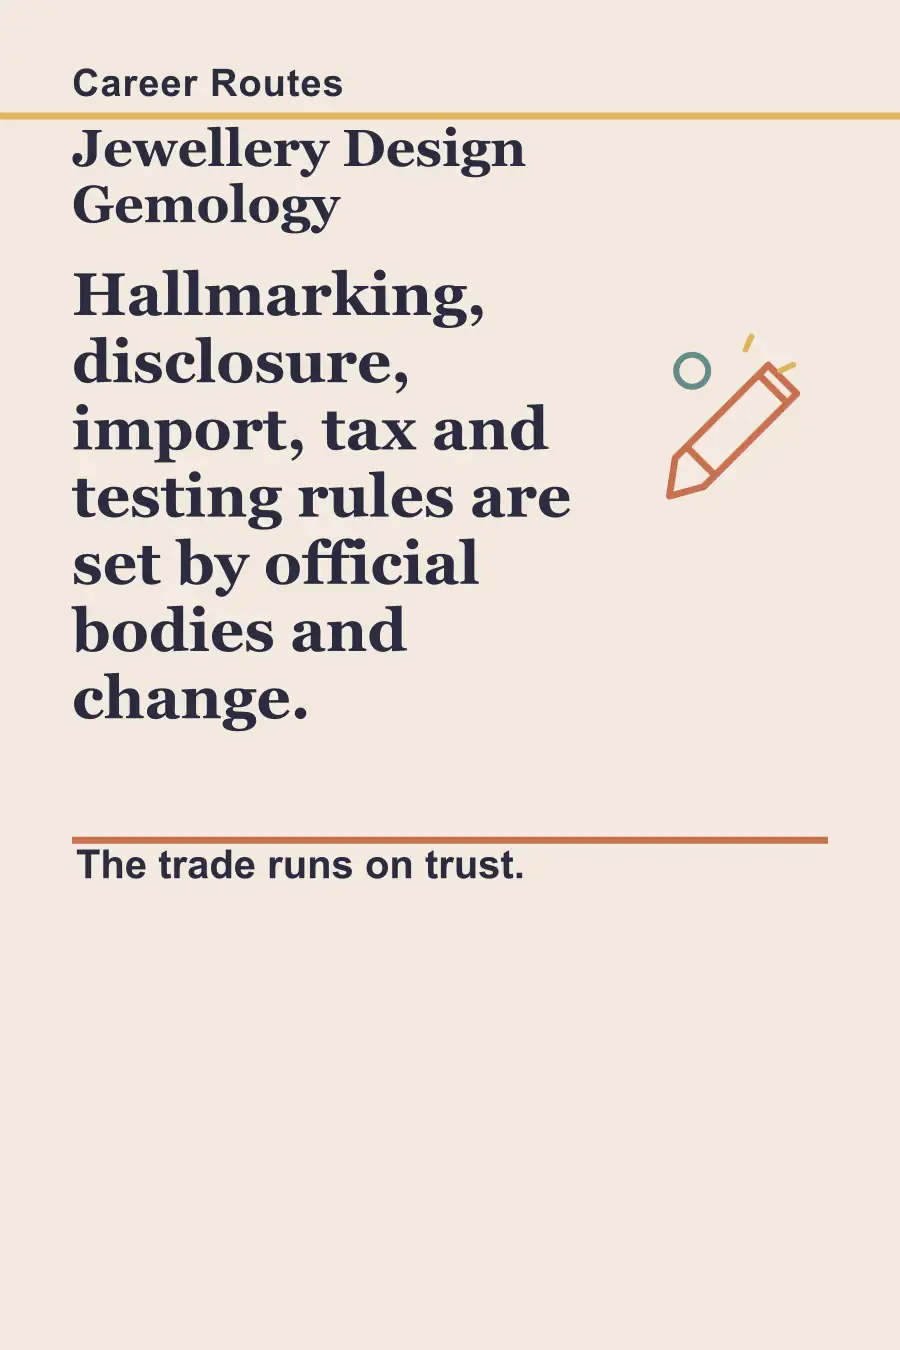 Career Routes
Jewellery Design
Gemology
Hallmarking,
disclosure,
import, tax and
testing rules are
set by official
bodies and
change.
The trade runs on trust.